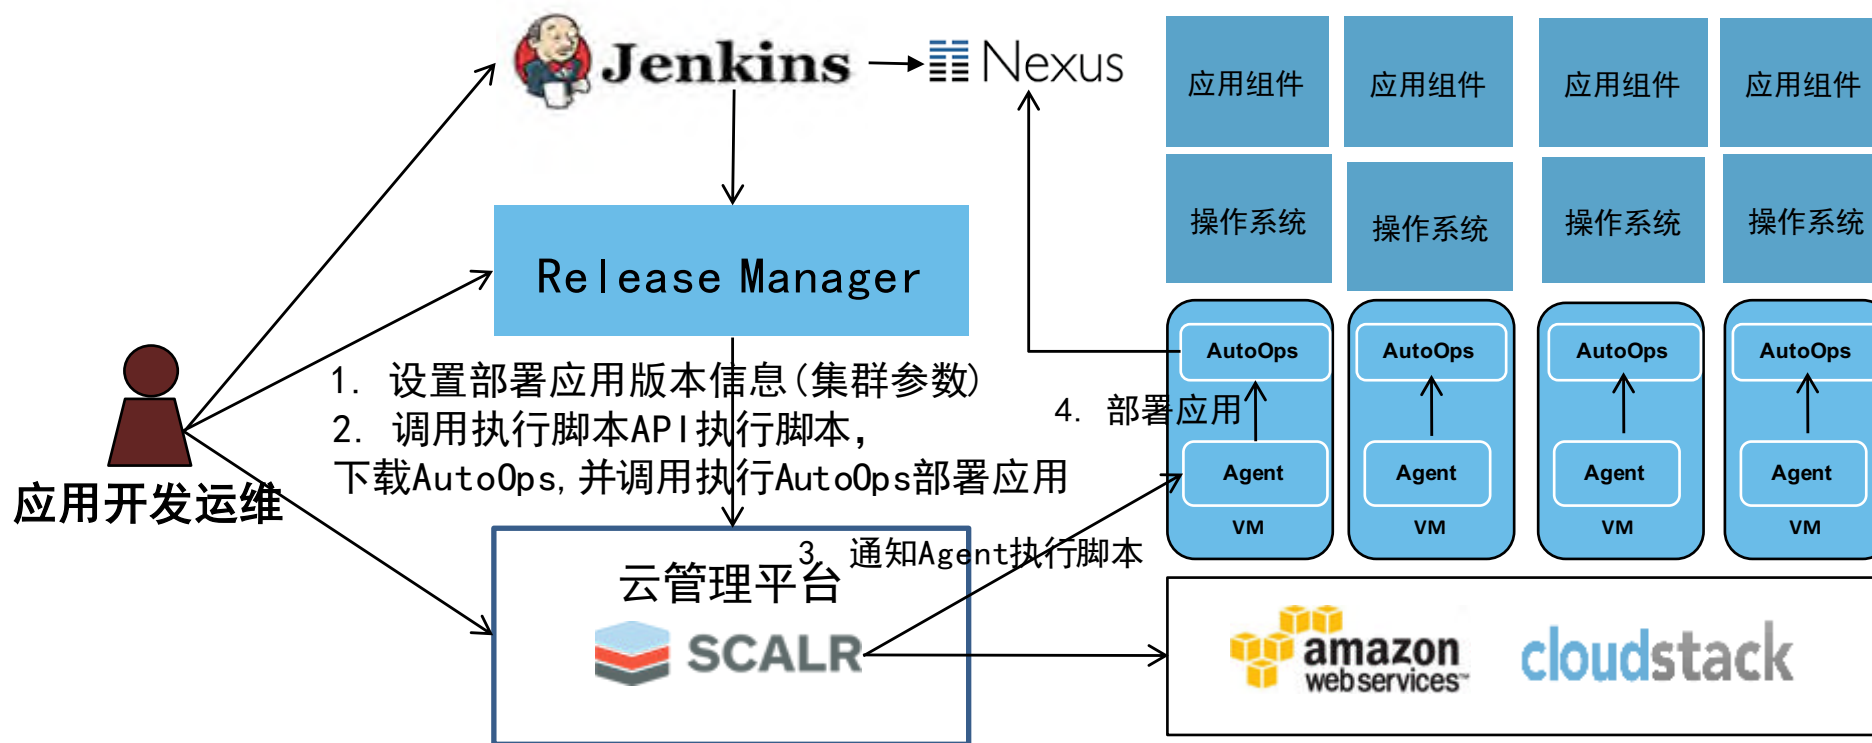 Jenkins
Nexus
应用组件
应用组件
应用组件
应用组件
操作系统
操作系统
操作系统
操作系统
Release Manager
AutoOps
AutoOps
AutoOps
AutoOps
1. 设置部署应用版本信息(集群参数)
2. 调用执行脚本API执行脚本,
下载AutoOps,并调用执行AutoOps部署应用
4. 部署应用
Agent
Agent
Agent
Agent
VM
VM
VM
VM
应用开发运维
3. 通知Agent执行脚本
云管理平台
SCALR
amazon
web services™
cloudstack